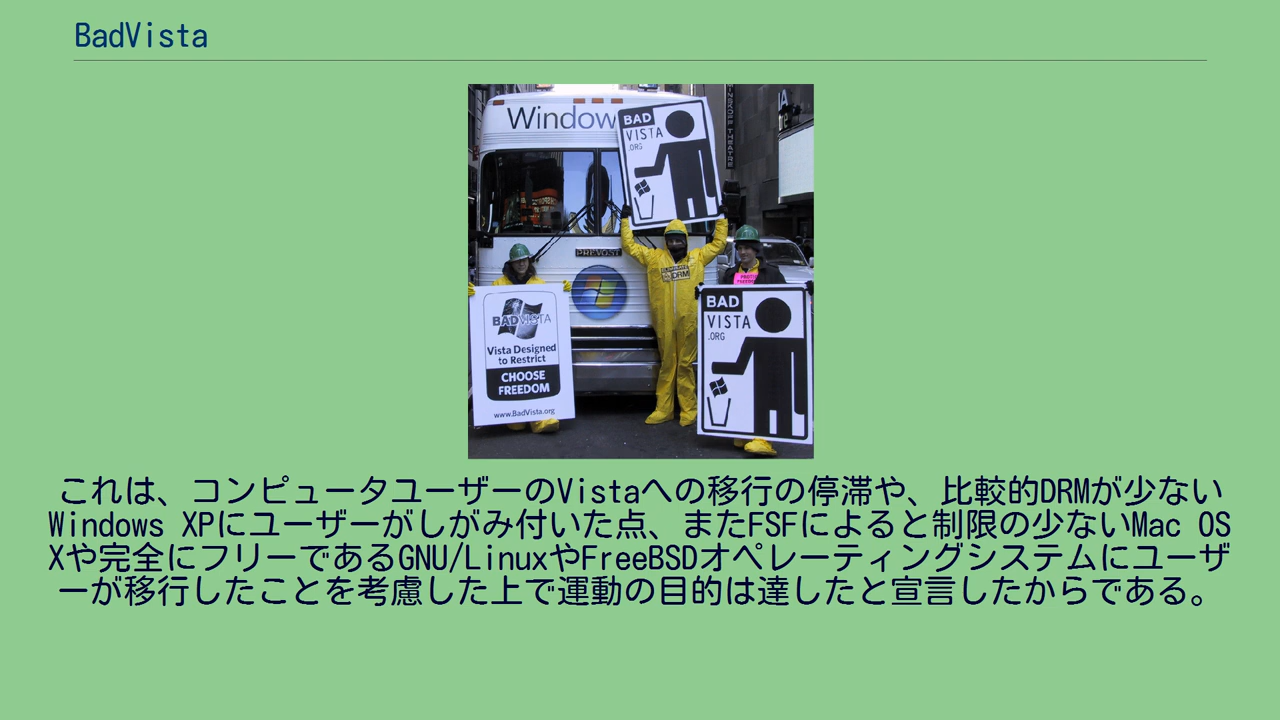 BadVista
Window
BAD
VISTA
.ORG
PREVOST
DRM
BADVISTA
Vista Designed
to Restrict
CHOOSE
FREEDOM
www.BadVista.org
BAD
VISTA
.ORG
これは、コンピュータユーザーのVistaへの移行の停滞や、比較的DRMが少ない
Windows XPにユーザーがしがみ付いた点、またFSFによると制限の少ないMac OS
Xや完全にフリーであるGNU/LinuxやFreeBSDオペレーティングシステムにユーザ
ーが移行したことを考慮した上で運動の目的は達したと宣言したからである。